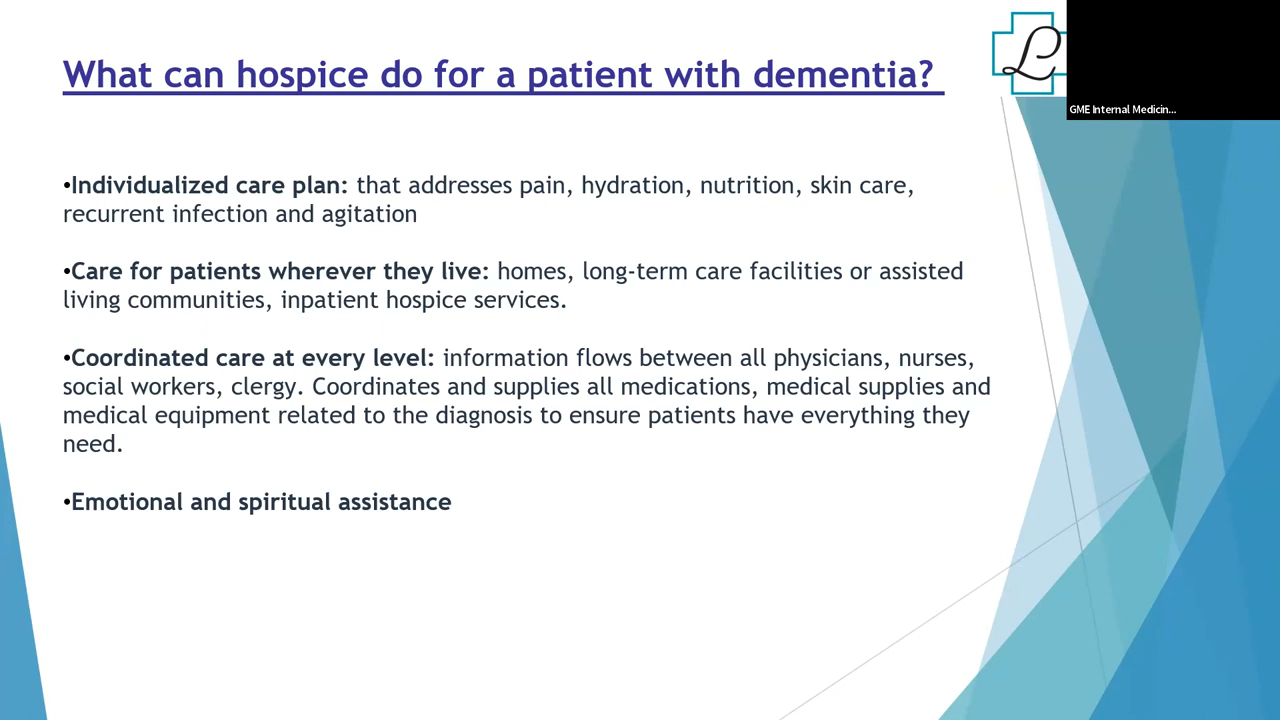 What can hospice do for a patient with dementia?
L
GME Internal Medicin...
•Individualized care plan: that addresses pain, hydration, nutrition, skin care,
recurrent infection and agitation
•Care for patients wherever they live: homes, long-term care facilities or assisted
living communities, inpatient hospice services.
•Coordinated care at every level: information flows between all physicians, nurses,
social workers, clergy. Coordinates and supplies all medications, medical supplies and
medical equipment related to the diagnosis to ensure patients have everything they
need.
•Emotional and spiritual assistance